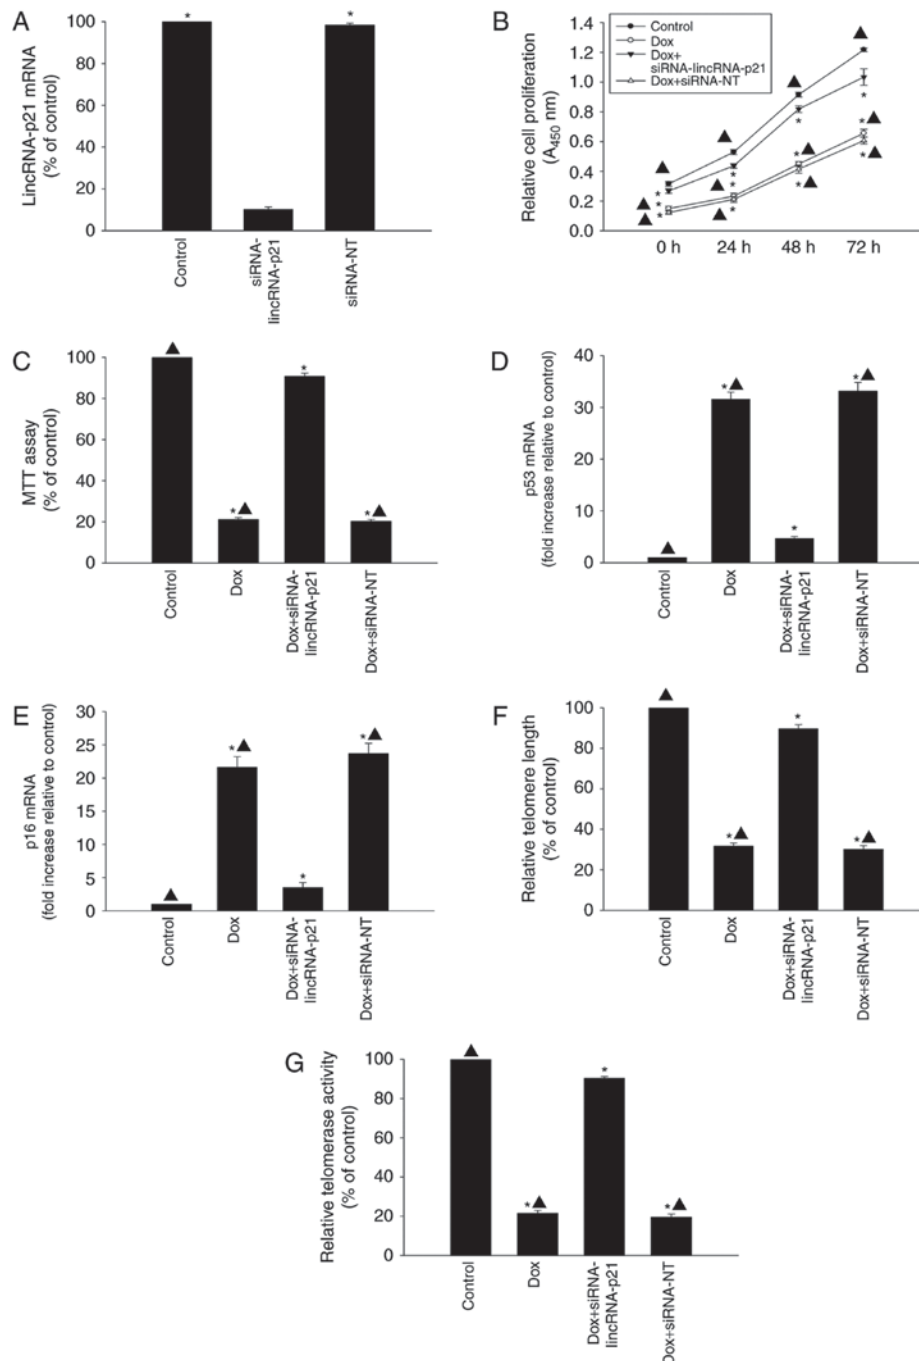 A
LincRNA-p21 mRNA
(% of control)
100
80
60
40
20
0
*
*
Control
siRNA-
lincRNA-p21
siRNA-NT
B
Relative cell proliferation
(A450 nm)
1.4
1.2
1.0
0.8
0.6
0.4
0.2
0.0
Control
Dox
Dox+
siRNA-lincRNA-p21
Dox+siRNA-NT
0 h
24 h
48 h
72 h
C
MTT assay
(% of control)
100
80
60
40
20
0
▲
*▲
*
*▲
Control
Dox
Dox+siRNA-
lincRNA-p21
Dox+siRNA-NT
D
p53 mRNA
(fold increase relative to control)
40
30
20
10
0
▲
*▲
*
*▲
Control
Dox
Dox+siRNA-
lincRNA-p21
Dox+siRNA-NT
E
p16 mRNA
(fold increase relative to control)
30
25
20
15
10
5
0
▲
*▲
*
*▲
Control
Dox
Dox+siRNA-
lincRNA-p21
Dox+siRNA-NT
F
Relative telomere length
(% of control)
100
80
60
40
20
0
▲
*▲
*
*▲
Control
Dox
Dox+siRNA-
lincRNA-p21
Dox+siRNA-NT
G
Relative telomerase activity
(% of control)
100
80
60
40
20
0
▲
*▲
*
*▲
Control
Dox
Dox+siRNA-
lincRNA-p21
Dox+siRNA-NT